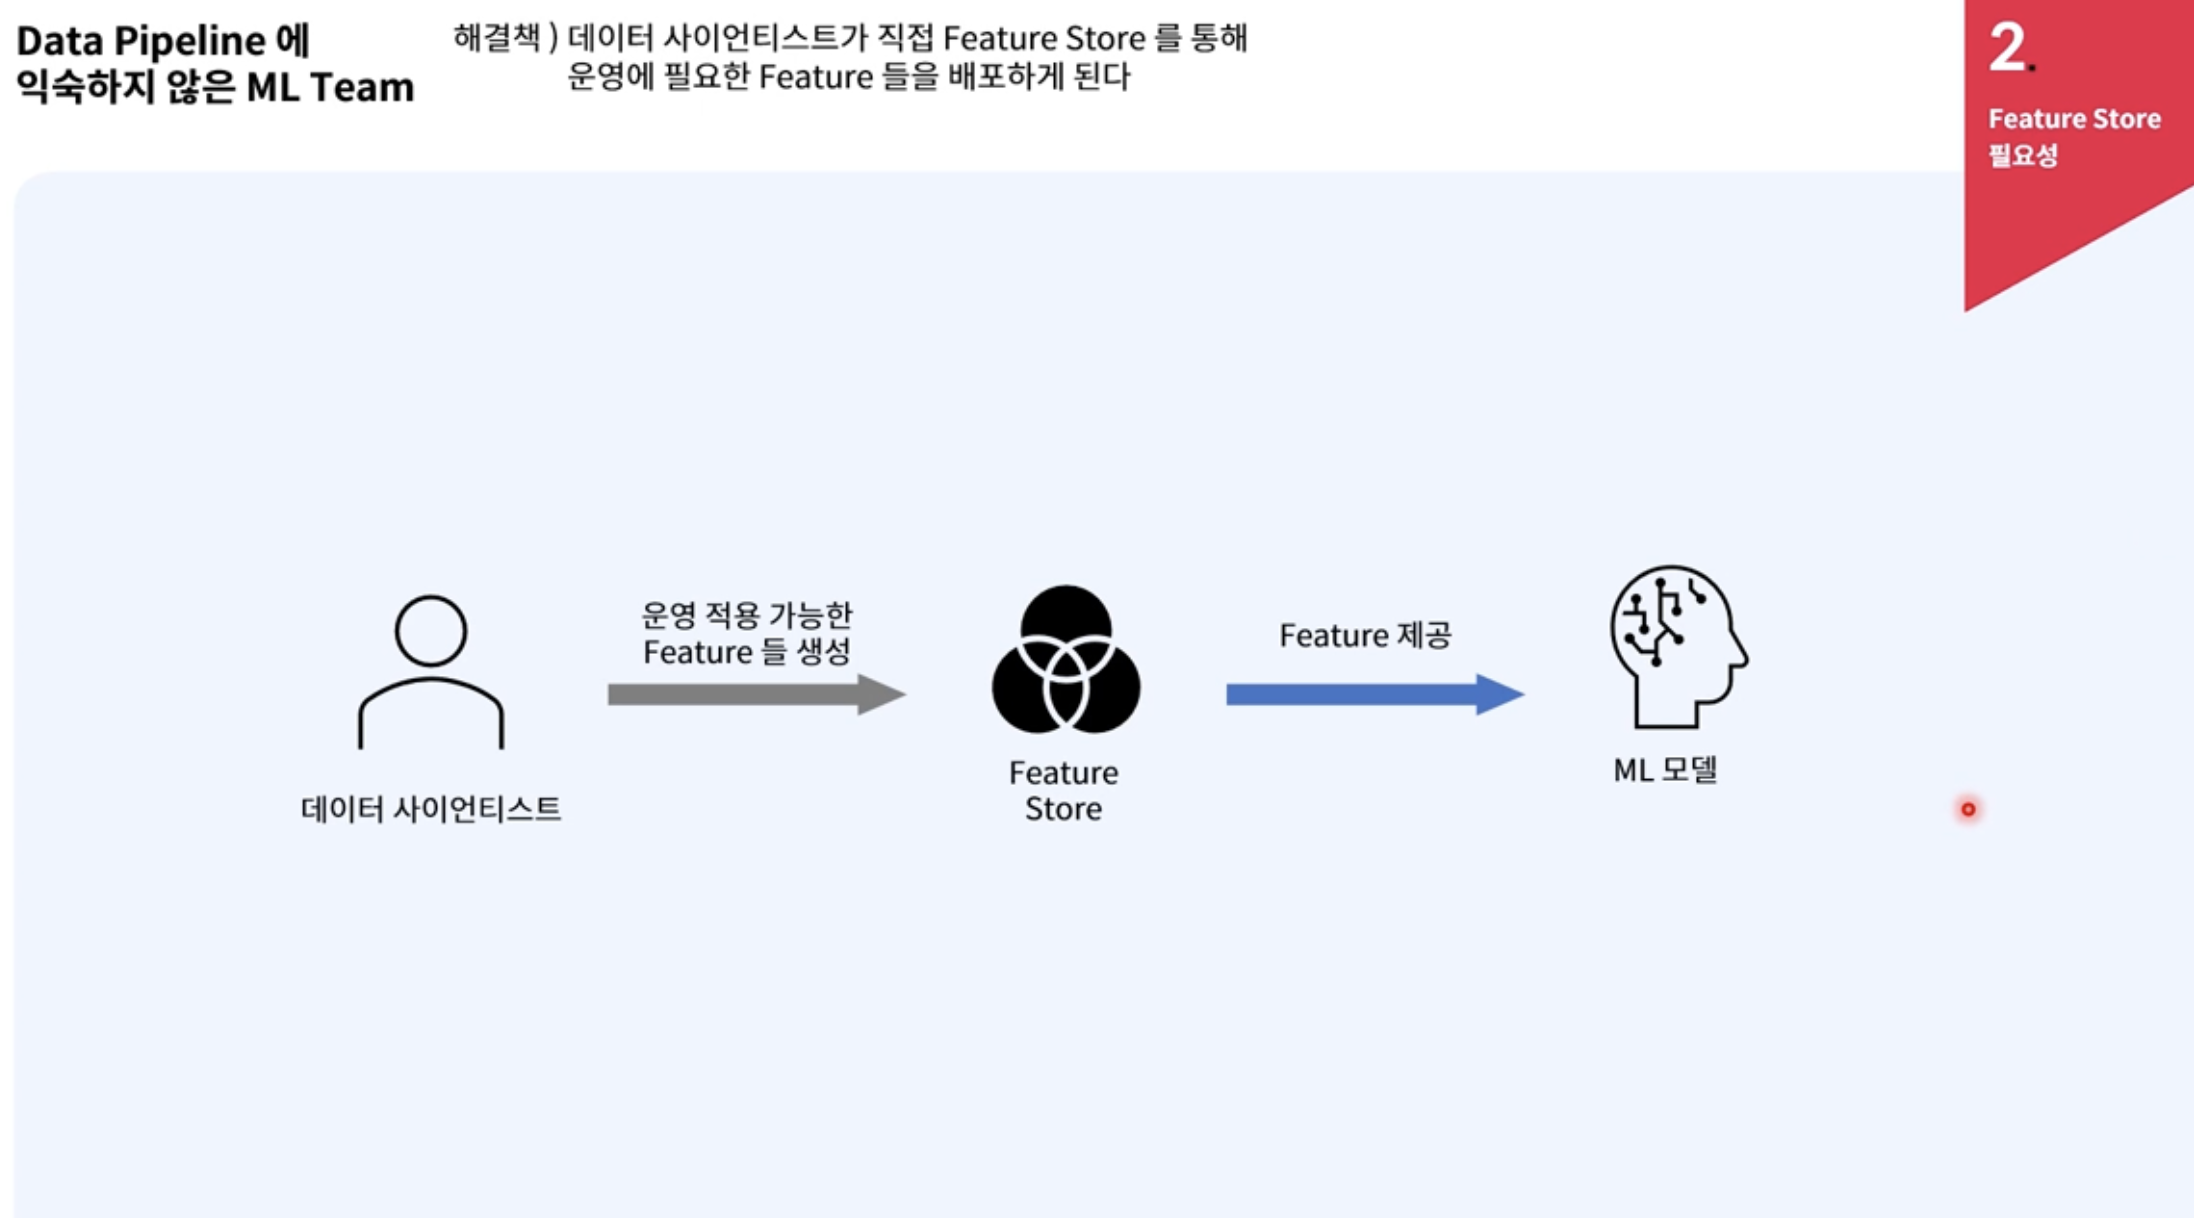 Data Pipeline 에
익숙하지 않은 ML Team
해결책 ) 데이터 사이언티스트가 직접 Feature Store 를 통해
운영에 필요한 Feature 들을 배포하게 된다
2.
Feature Store
필요성
운영 적용 가능한
Feature 들 생성
Feature 제공
데이터 사이언티스트
Feature
Store
ML 모델